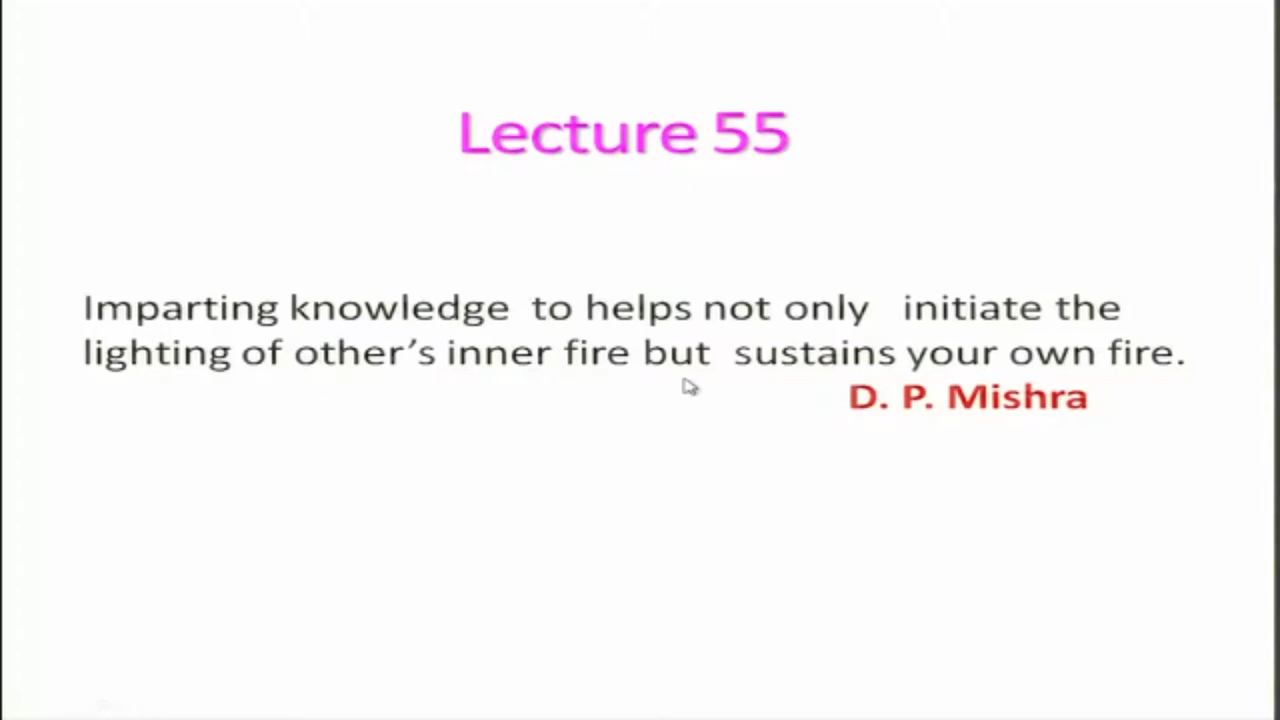 Lecture 55
Imparting knowledge to helps not only initiate the
lighting of other’s inner fire but sustains your own fire.
D. P. Mishra